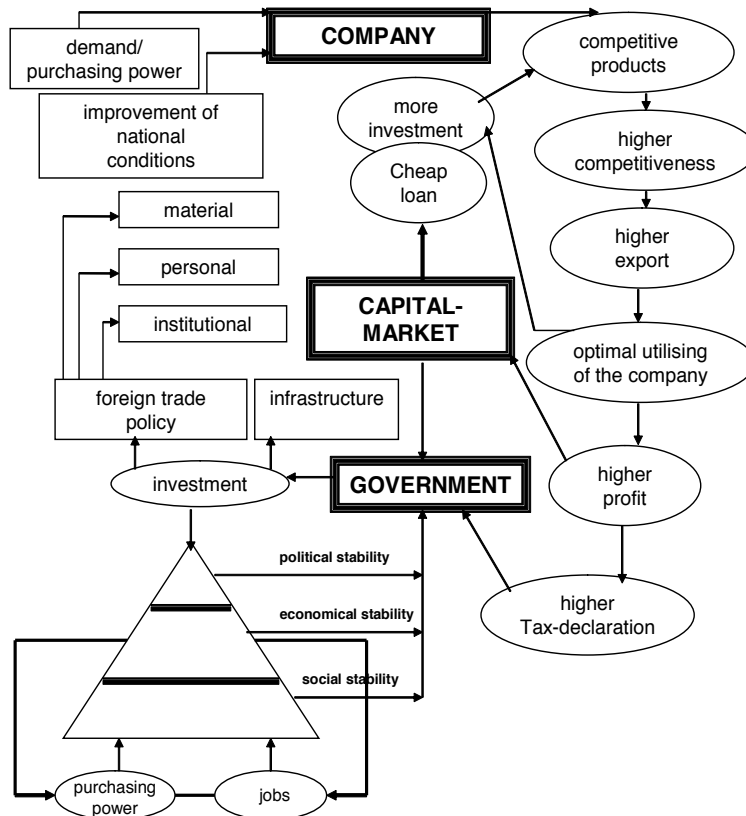 COMPANY
demand/
purchasing power
competitive
products
improvement of
national
conditions
more
investment
higher
competitiveness
Cheap
loan
material
higher
export
personal
CAPITAL-
MARKET
institutional
optimal utilising
of the company
foreign trade
policy
infrastructure
investment
GOVERNMENT
higher
profit
political stability
economical stability
higher
Tax-declaration
social stability
purchasing
power
jobs